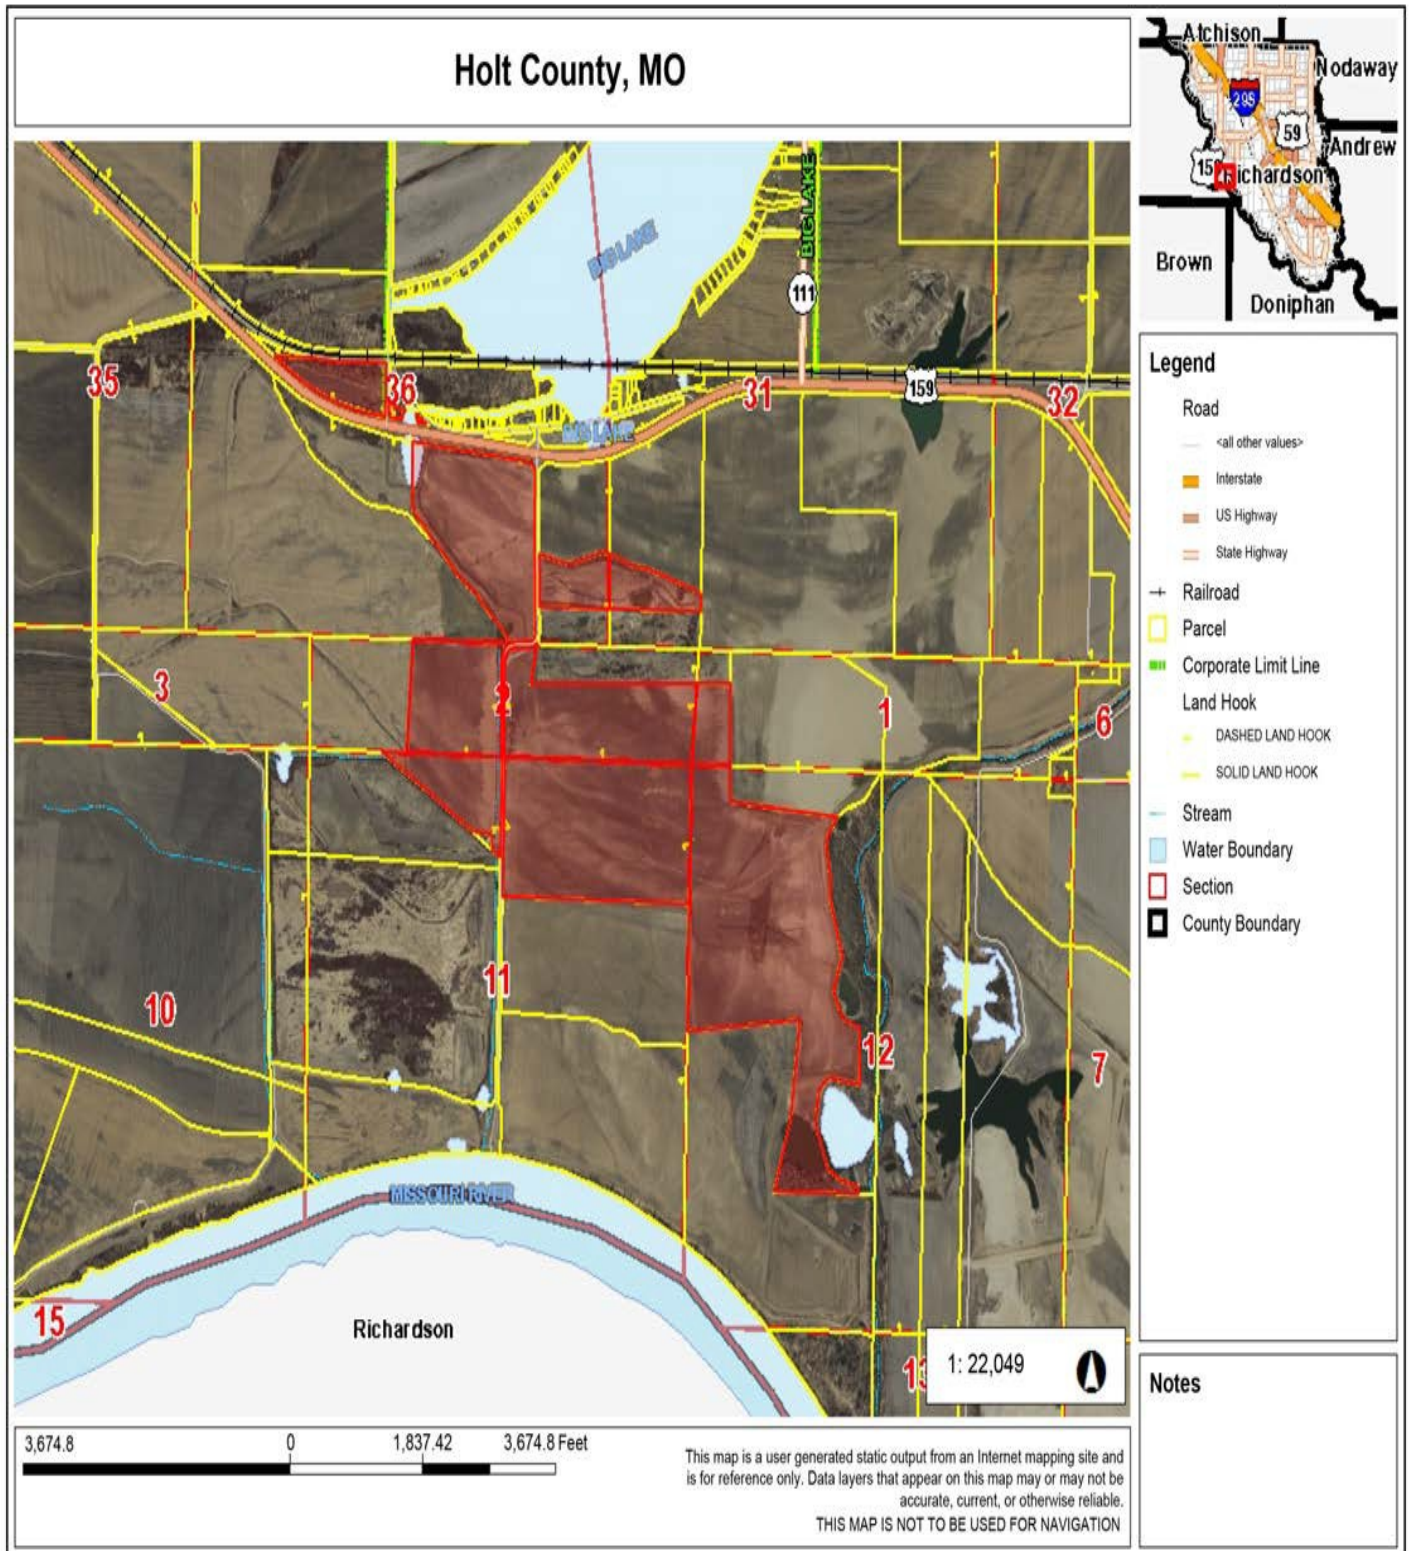 Holt County, MO
Atchison
Nodaway
295
59
Andrew
15
Richardson
Brown
Doniphan
BIG LAKE
BIG LAKE
111
35
36
31
159
32
BIG LAKE
3
2
1
6
10
11
12
7
MISSOURI RIVER
15
Richardson
13
1: 22,049
Legend
Road
<all other values>
Interstate
US Highway
State Highway
Railroad
Parcel
Corporate Limit Line
Land Hook
DASHED LAND HOOK
SOLID LAND HOOK
Stream
Water Boundary
Section
County Boundary
Notes
3,674.8 0 1,837.42 3,674.8 Feet
This map is a user generated static output from an Internet mapping site and
is for reference only. Data layers that appear on this map may or may not be
accurate, current, or otherwise reliable.
THIS MAP IS NOT TO BE USED FOR NAVIGATION